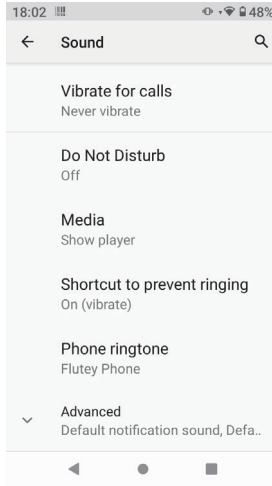 18:02 48%
Sound
Vibrate for calls
Never vibrate
Do Not Disturb
Off
Media
Show player
Shortcut to prevent ringing
On (vibrate)
Phone ringtone
Flutey Phone
Advanced
Default notification sound, Defa..